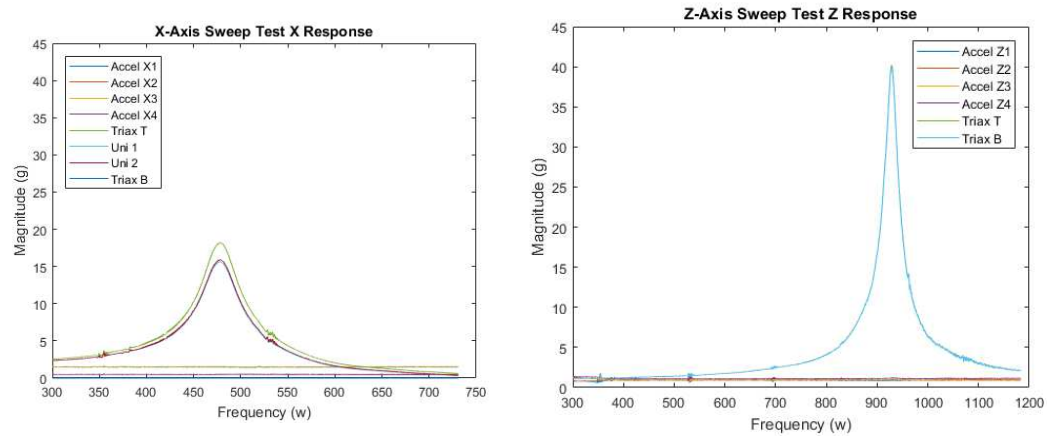 X-Axis Sweep Test X Response
45
40
35
30
25
20
15
10
5
0
Magnitude (g)
Accel X1
Accel X2
Accel X3
Accel X4
Triax T
Uni 1
Uni 2
Triax B
300 350 400 450 500 550 600 650 700 750
Frequency (w)
Z-Axis Sweep Test Z Response
45
40
35
30
25
20
15
10
5
0
Magnitude (g)
Accel Z1
Accel Z2
Accel Z3
Accel Z4
Triax T
Triax B
300 400 500 600 700 800 900 1000 1100 1200
Frequency (w)